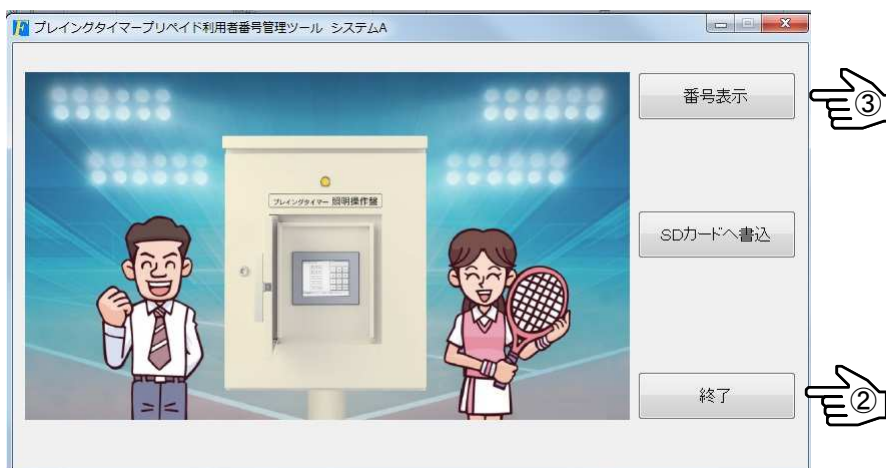 プレイングタイマープリペイド利用者番号管理ツール システムA
番号表示
③
プレイングタイマー 照明操作盤
SDカードへ書込
終了
②